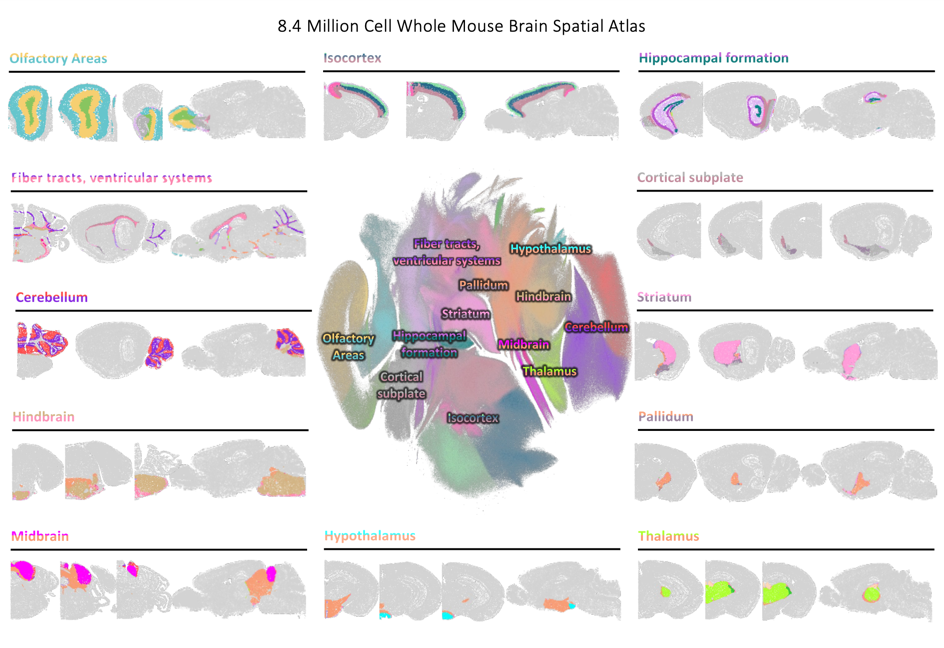 8.4 Million Cell Whole Mouse Brain Spatial Atlas
Olfactory Areas
Isocortex
Hippocampal formation
Fiber tracts, ventricular systems
Cortical subplate
Fiber tracts,
ventricular systems
Hypothalamus
Pallidum
Hindbrain
Striatum
Cerebellum
Olfactory
Areas
Hippocampal
formation
Midbrain
Thalamus
Cortical
subplate
Isocortex
Cerebellum
Striatum
Hindbrain
Pallidum
Midbrain
Hypothalamus
Thalamus